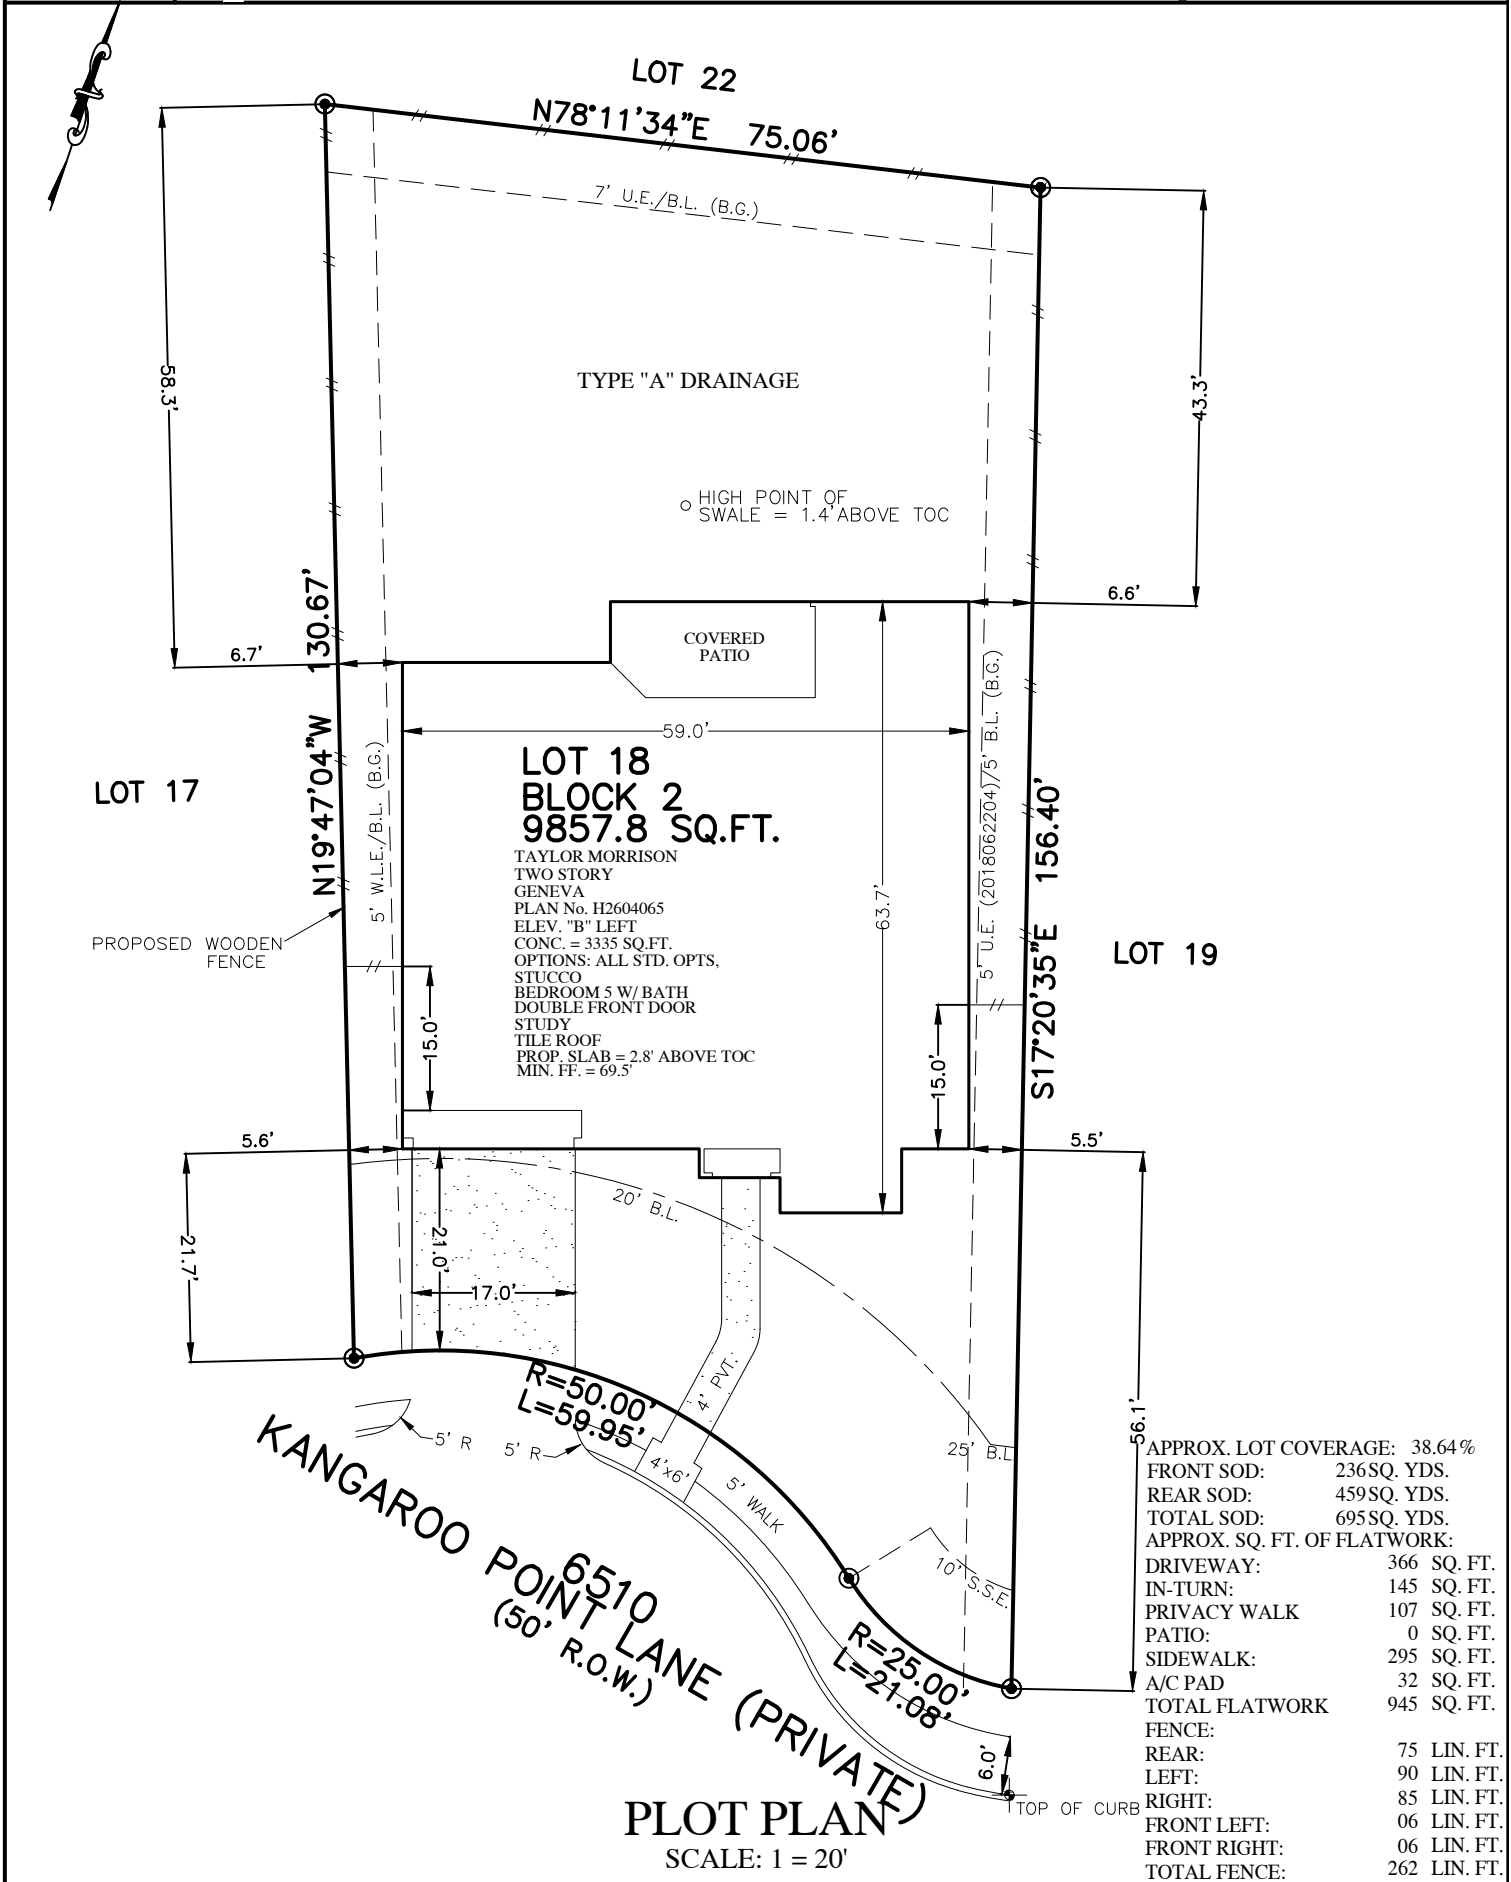 LOT 22
N78°11'34"E 75.06'
7' U.E./B.L. (B.G.)
58.3'
43.3'
TYPE "A" DRAINAGE
HIGH POINT OF
SWALE = 1.4' ABOVE TOC
6.6'
6.7'
COVERED
PATIO
N19°47'04"W 130.67'
59.0'
LOT 18
BLOCK 2
9857.8 SQ.FT.
TAYLOR MORRISON
TWO STORY
GENEVA
PLAN No. H2604065
ELEV. "B" LEFT
CONC. = 3335 SQ.FT.
OPTIONS: ALL STD. OPTS,
STUCCO
BEDROOM 5 W/ BATH
DOUBLE FRONT DOOR
STUDY
TILE ROOF
PROP. SLAB = 2.8' ABOVE TOC
MIN. FF. = 69.5'
LOT 17
5' W.L.E./B.L. (B.G.)
PROPOSED WOODEN
FENCE
63.7'
5' U.E. (2018062204)/5' B.L. (B.G.)
S17°20'35"E 156.40'
LOT 19
15.0'
15.0'
5.6'
5.5'
21.7'
21.0'
17.0'
20' B.L.
4' PVT.
R=50.00'
L=59.95'
5' R
5' R
4'x6'
5' WALK
25' B.L
56.1'
10' S.S.E.
R=25.00'
L=21.08'
6510
KANGAROO POINT LANE (PRIVATE)
(50' R.O.W.)
6.0'
TOP OF CURB
PLOT PLAN
SCALE: 1 = 20'
APPROX. LOT COVERAGE: 38.64%
FRONT SOD: 236 SQ. YDS.
REAR SOD: 459 SQ. YDS.
TOTAL SOD: 695 SQ. YDS.
APPROX. SQ. FT. OF FLATWORK:
DRIVEWAY: 366 SQ. FT.
IN-TURN: 145 SQ. FT.
PRIVACY WALK 107 SQ. FT.
PATIO: 0 SQ. FT.
SIDEWALK: 295 SQ. FT.
A/C PAD 32 SQ. FT.
TOTAL FLATWORK 945 SQ. FT.
FENCE:
REAR: 75 LIN. FT.
LEFT: 90 LIN. FT.
RIGHT: 85 LIN. FT.
FRONT LEFT: 06 LIN. FT.
FRONT RIGHT: 06 LIN. FT.
TOTAL FENCE: 262 LIN. FT.